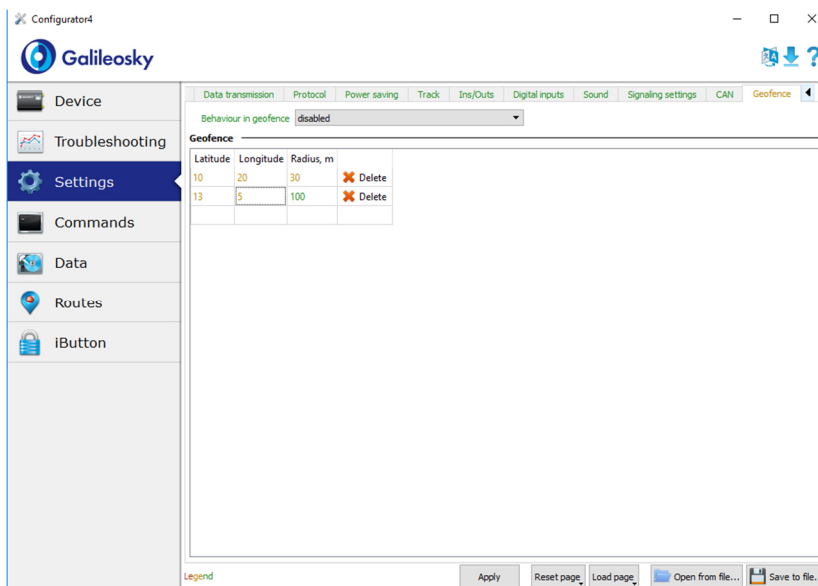 Configurator4
Galileosky
Device
Troubleshooting
Settings
Commands
Data
Routes
iButton
Data transmission Protocol Power saving Track Ins/Outs Digital inputs Sound Signaling settings CAN Geofence
Behaviour in geofence disabled
Geofence
Latitude Longitude Radius, m
10 20 30 Delete
13 5 100 Delete
Legend
Apply Reset page Load page Open from file... Save to file.